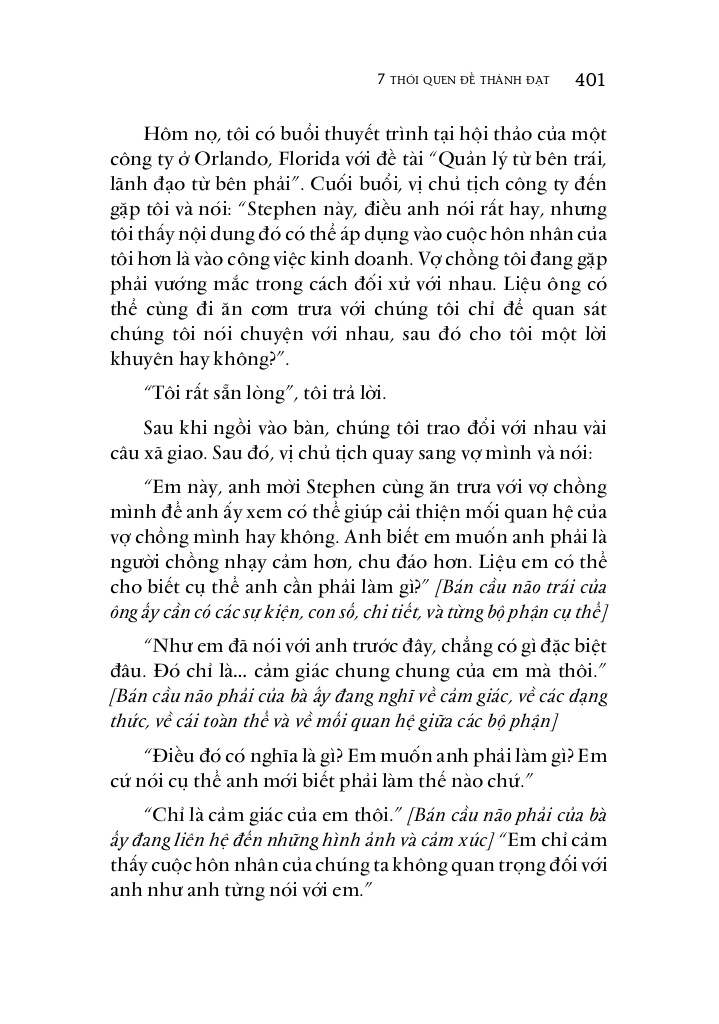 7 THÓI QUEN ĐỂ THÀNH ĐẠT 401
Hôm nọ, tôi có buổi thuyết trình tại hội thảo của một
công ty ở Orlando, Florida với đề tài “Quản lý từ bên trái,
lãnh đạo từ bên phải”. Cuối buổi, vị chủ tịch công ty đến
gặp tôi và nói: “Stephen này, điều anh nói rất hay, nhưng
tôi thấy nội dung đó có thể áp dụng vào cuộc hôn nhân của
tôi hơn là vào công việc kinh doanh. Vợ chồng tôi đang gặp
phải vướng mắc trong cách đối xử với nhau. Liệu ông có
thể cùng đi ăn cơm trưa với chúng tôi chỉ để quan sát
chúng tôi nói chuyện với nhau, sau đó cho tôi một lời
khuyên hay không?”.
“Tôi rất sẵn lòng”, tôi trả lời.
Sau khi ngồi vào bàn, chúng tôi trao đổi với nhau vài
câu xã giao. Sau đó, vị chủ tịch quay sang vợ mình và nói:
“Em này, anh mời Stephen cùng ăn trưa với vợ chồng
mình để anh ấy xem có thể giúp cải thiện mối quan hệ của
vợ chồng mình hay không. Anh biết em muốn anh phải là
người chồng nhạy cảm hơn, chu đáo hơn. Liệu em có thể
cho biết cụ thể anh cần phải làm gì?” [Bán cầu não trái của
ông ấy cần có các sự kiện, con số, chi tiết, và từng bộ phận cụ thể]
“Như em đã nói với anh trước đây, chẳng có gì đặc biệt
đâu. Đó chỉ là... cảm giác chung chung của em mà thôi.”
[Bán cầu não phải của bà ấy đang nghĩ về cảm giác, về các dạng
thức, về cái toàn thể và về mối quan hệ giữa các bộ phận]
“Điều đó có nghĩa là gì? Em muốn anh phải làm gì? Em
cứ nói cụ thể anh mới biết phải làm thế nào chứ.”
“Chỉ là cảm giác của em thôi.” [Bán cầu não phải của bà
ấy đang liên hệ đến những hình ảnh và cảm xúc] “Em chỉ cảm
thấy cuộc hôn nhân của chúng ta không quan trọng đối với
anh như anh từng nói với em.”